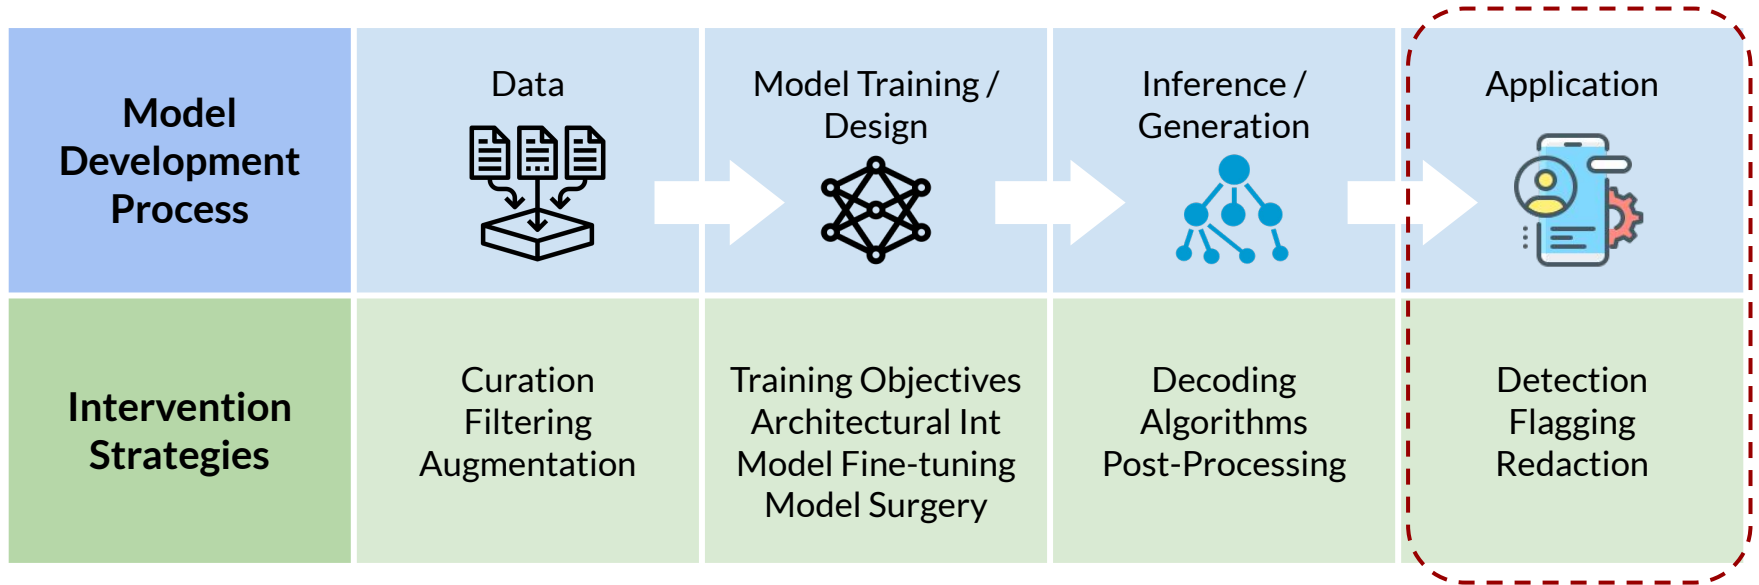 Model
Development
Process
Data
Model Training /
Design
Inference /
Generation
Application
Intervention
Strategies
Curation
Filtering
Augmentation
Training Objectives
Architectural Int
Model Fine-tuning
Model Surgery
Decoding
Algorithms
Post-Processing
Detection
Flagging
Redaction